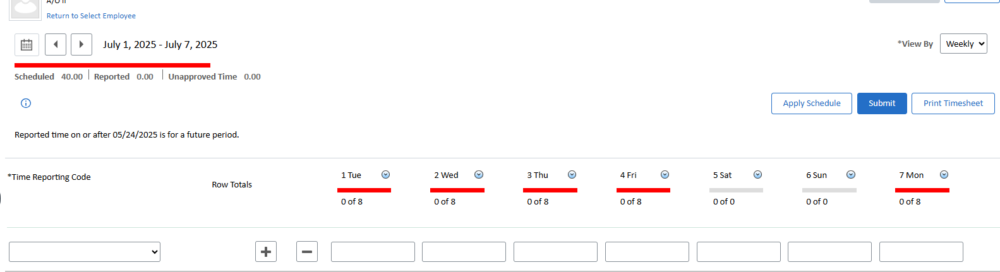 A/O II
Return to Select Employee
July 1, 2025 - July 7, 2025
*View By
Weekly
Scheduled 40.00 Reported 0.00 Unapproved Time 0.00
Apply Schedule
Submit
Print Timesheet
Reported time on or after 05/24/2025 is for a future period.
*Time Reporting Code
Row Totals
1 Tue 2 Wed 3 Thu 4 Fri 5 Sat 6 Sun 7 Mon
0 of 8 0 of 8 0 of 8 0 of 8 0 of 0 0 of 0 0 of 8